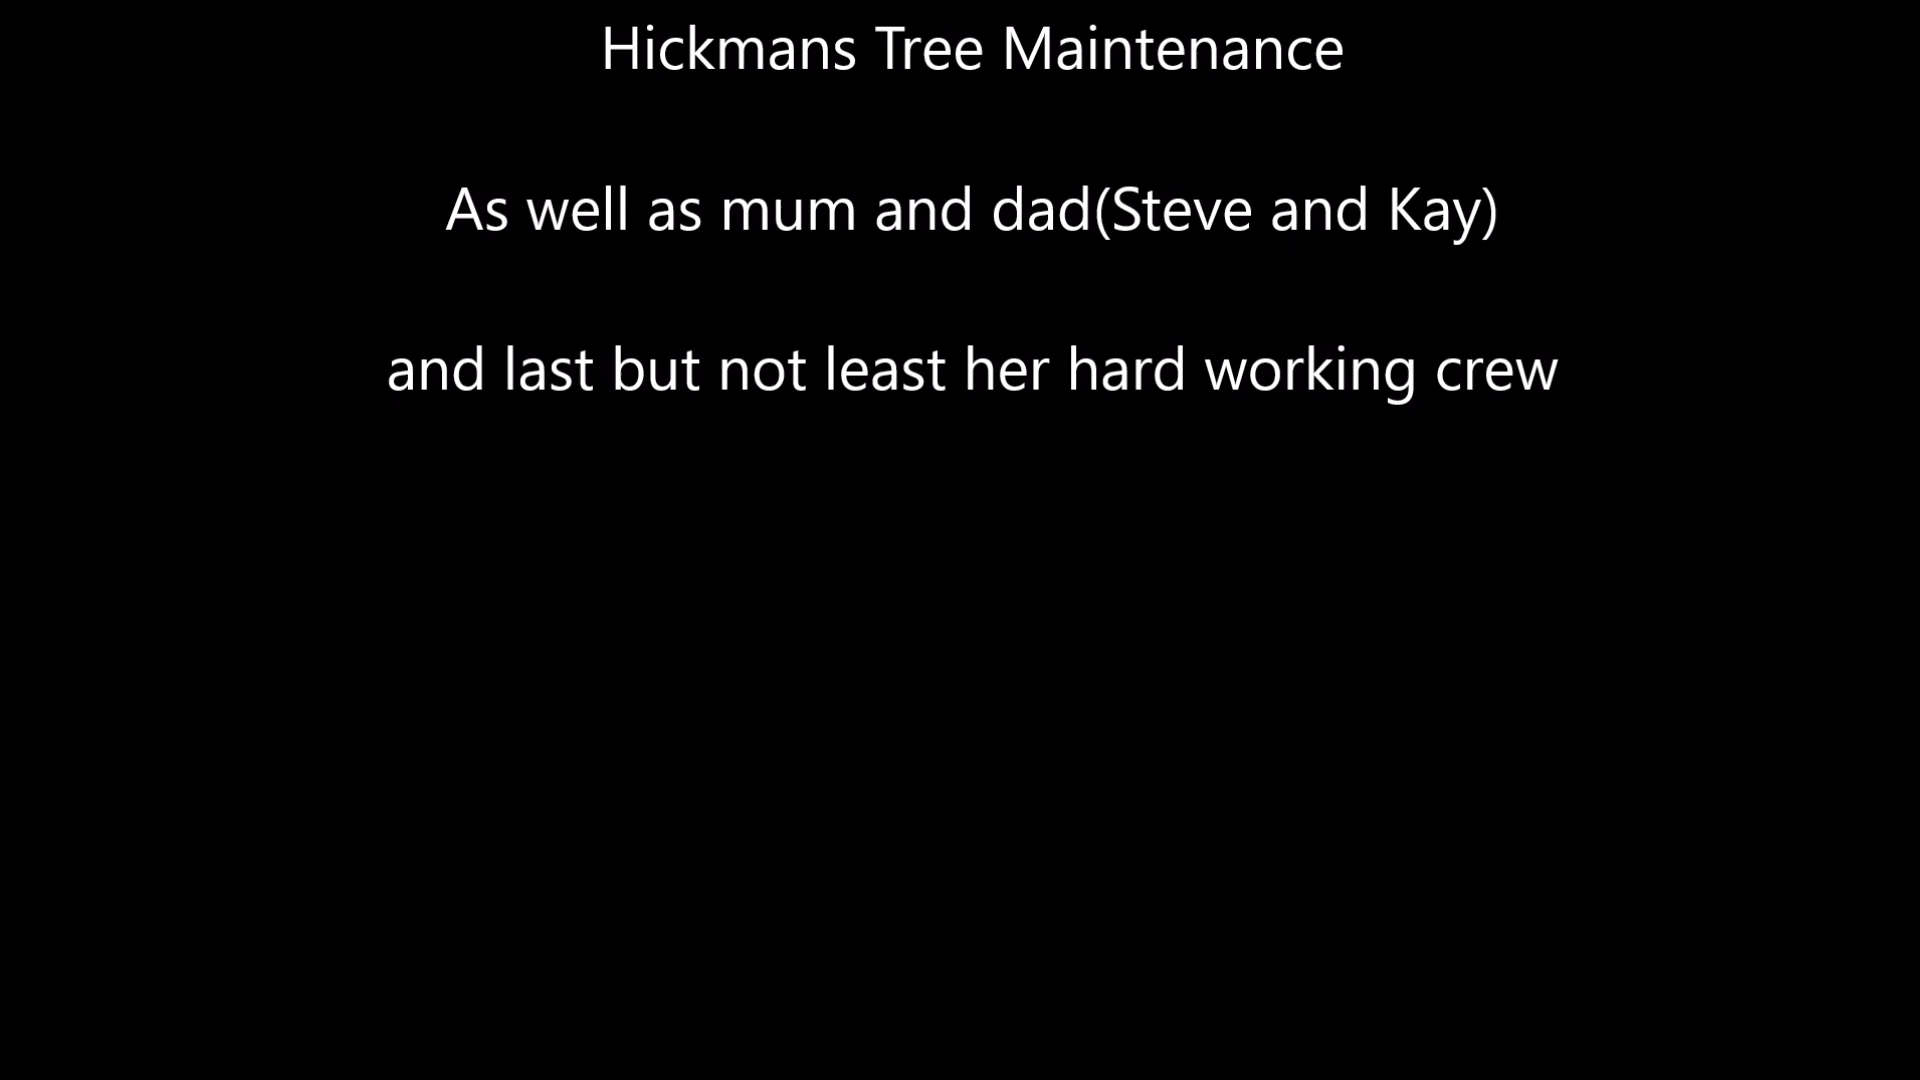 Hickmans Tree Maintenance
As well as mum and dad(Steve and Kay)
and last but not least her hard working crew